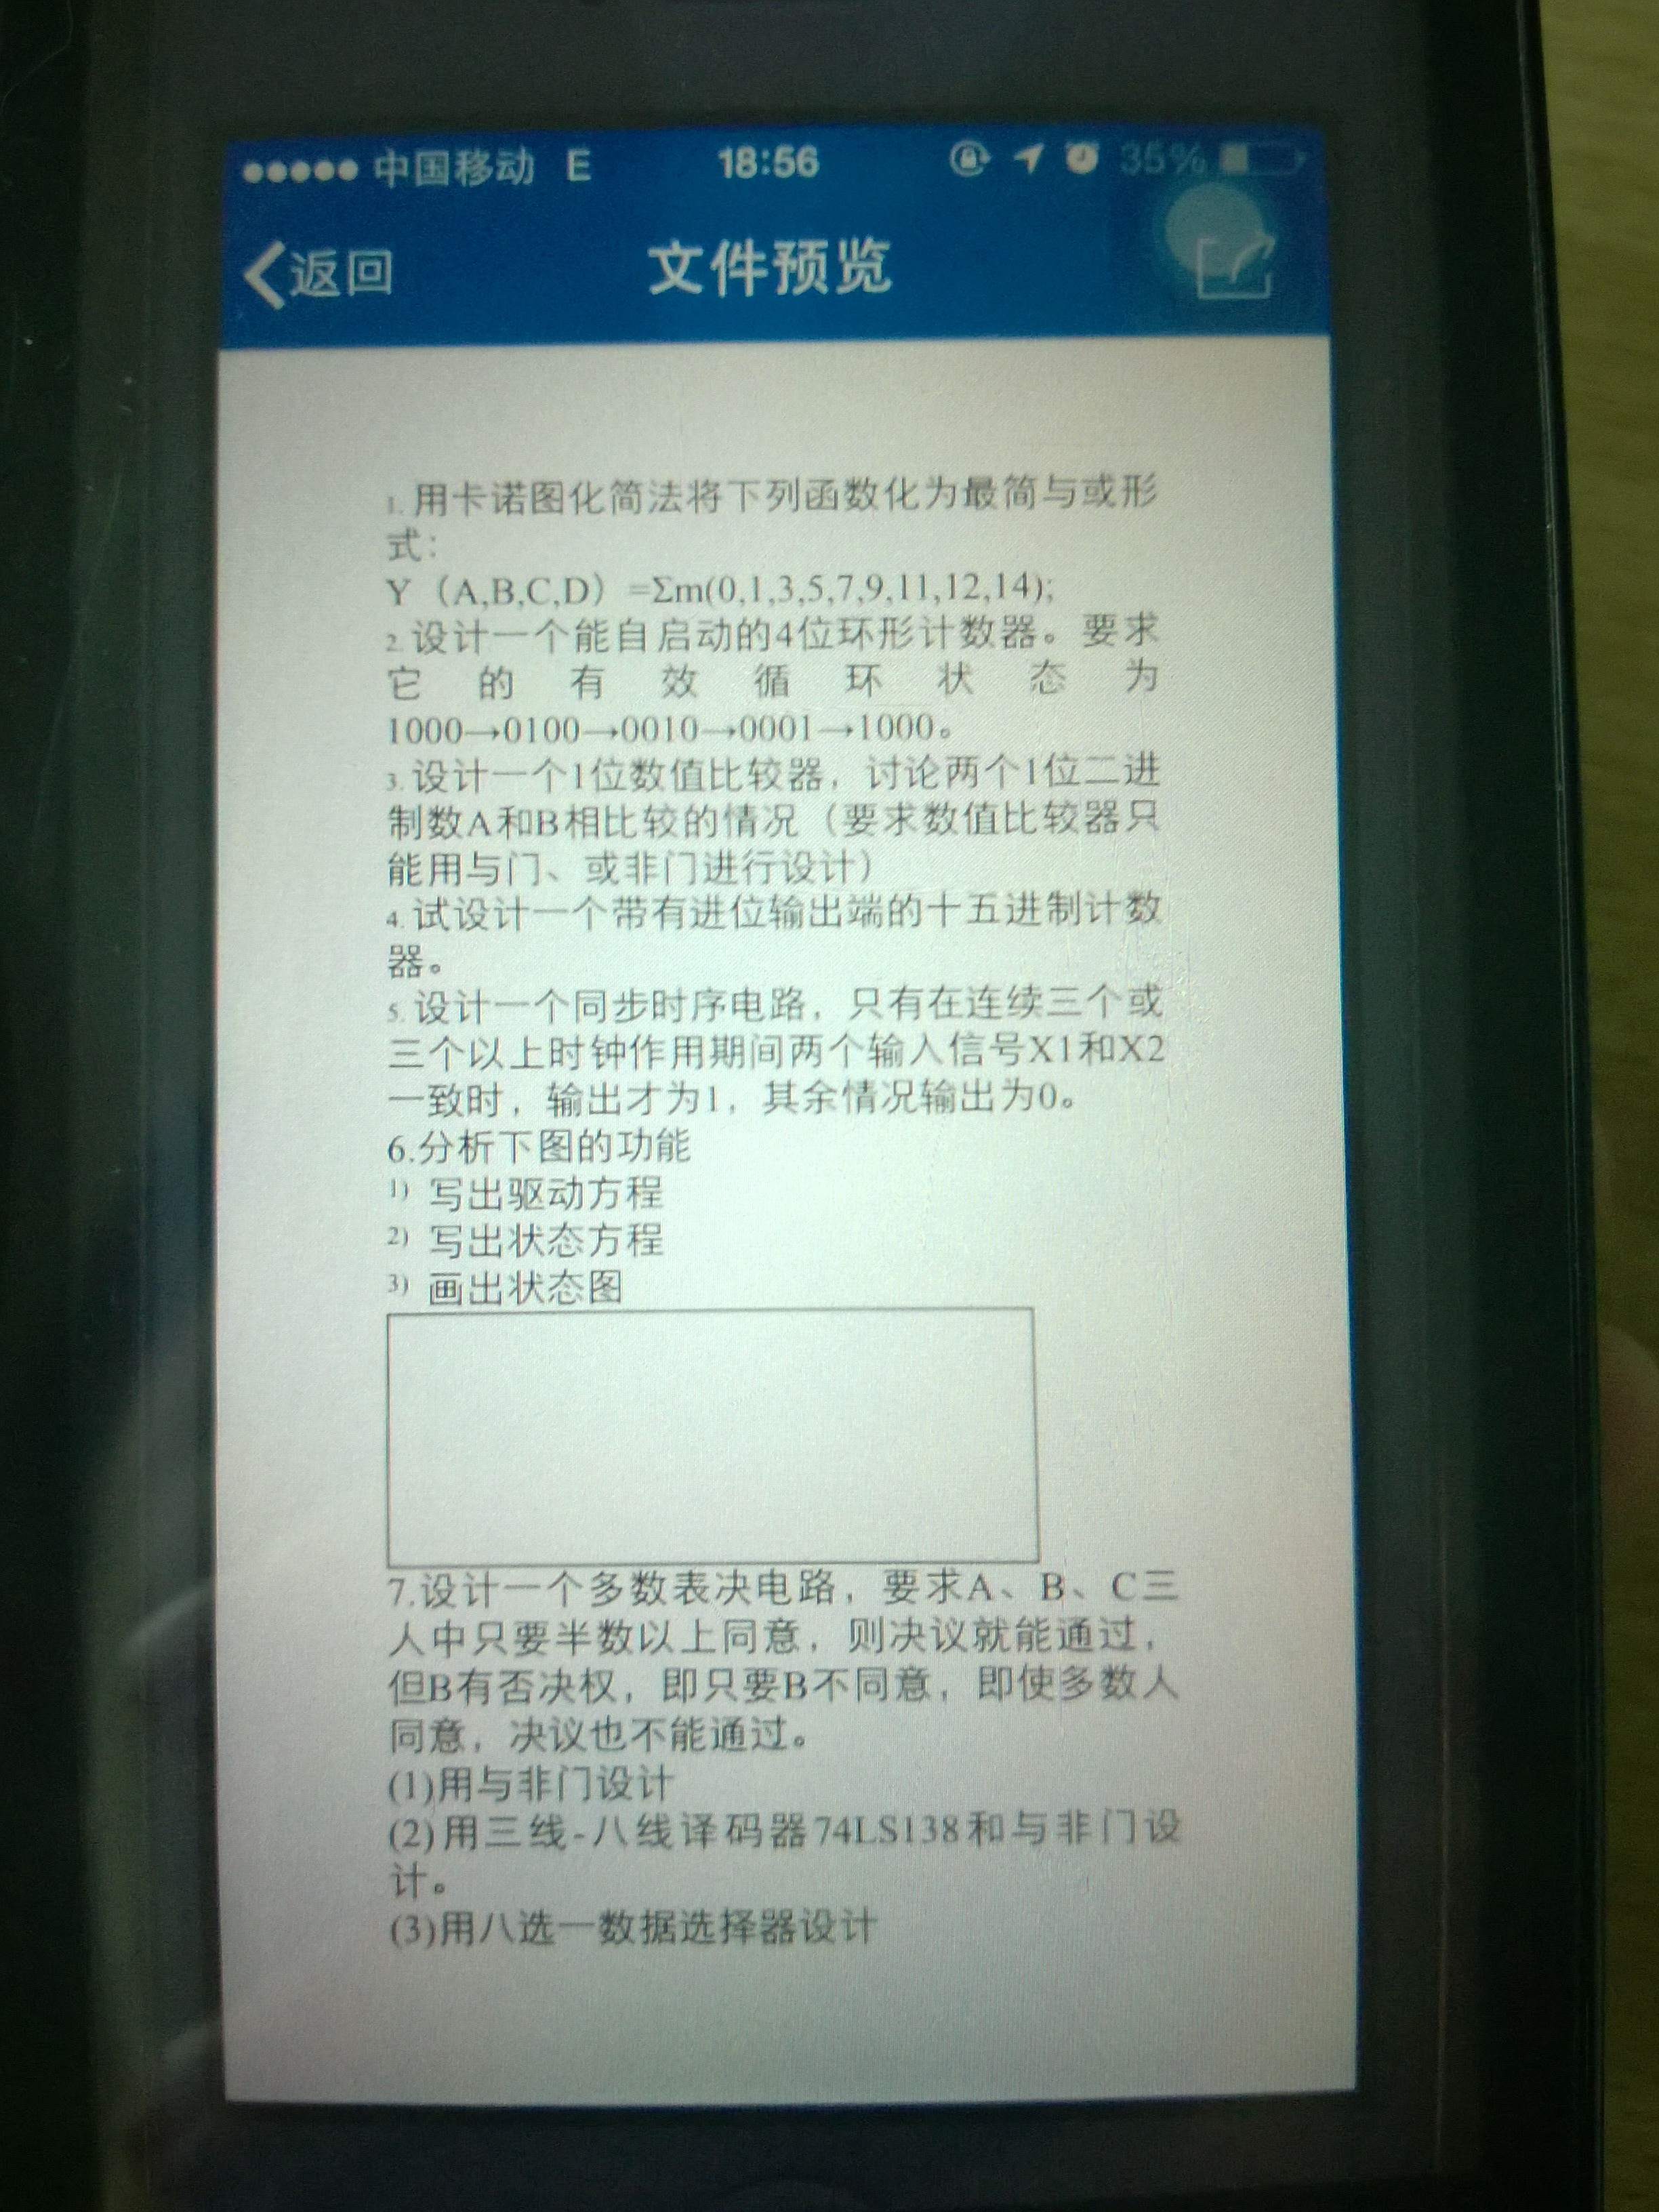 中国移动 E 18:56 35%
返回 文件预览
1. 用卡诺图化简法将下列函数化为最简与或形
式：
Y（A,B,C,D）=Σm(0,1,3,5,7,9,11,12,14);
2. 设计一个能自启动的4位环形计数器。要求
它的有效循环状态为
1000→0100→0010→0001→1000。
3. 设计一个1位数值比较器，讨论两个1位二进
制数A和B相比较的情况（要求数值比较器只
能用与门、或非门进行设计）
4. 试设计一个带有进位输出端的十五进制计数
器。
5. 设计一个同步时序电路，只有在连续三个或
三个以上时钟作用期间两个输入信号X1和X2
一致时，输出才为1，其余情况输出为0。
6.分析下图的功能
1) 写出驱动方程
2) 写出状态方程
3) 画出状态图
7.设计一个多数表决电路，要求A、B、C三
人中只要半数以上同意，则决议就能通过，
但B有否决权，即只要B不同意，即使多数人
同意，决议也不能通过。
(1)用与非门设计
(2)用三线-八线译码器74LS138和与非门设
计。
(3)用八选一数据选择器设计